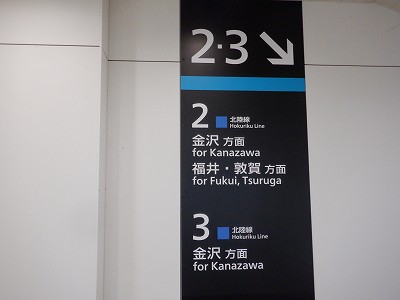 2・3
2 北陸線
Hokuriku Line
金沢 方面
for Kanazawa
福井・敦賀 方面
for Fukui, Tsuruga
3 北陸線
Hokuriku Line
金沢 方面
for Kanazawa